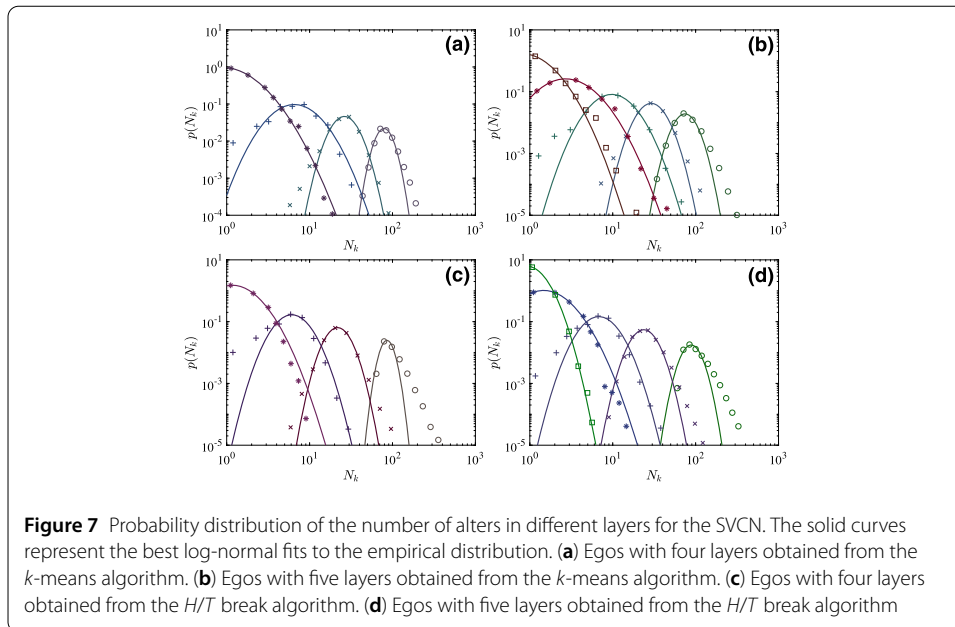 (a)
10^1
10^0
10^-1
10^-2
10^-3
10^-4
p(N_k)
10^0 10^1 10^2 10^3
N_k
(b)
10^1
10^0
10^-1
10^-2
10^-3
10^-4
10^-5
p(N_k)
10^0 10^1 10^2 10^3
N_k
(c)
10^1
10^-1
10^-3
10^-5
p(N_k)
10^0 10^1 10^2 10^3
N_k
(d)
10^1
10^-1
10^-3
10^-5
p(N_k)
10^0 10^1 10^2 10^3
N_k
Figure 7 Probability distribution of the number of alters in different layers for the SVCN. The solid curves
represent the best log-normal fits to the empirical distribution. (a) Egos with four layers obtained from the
k-means algorithm. (b) Egos with five layers obtained from the k-means algorithm. (c) Egos with four layers
obtained from the H/T break algorithm. (d) Egos with five layers obtained from the H/T break algorithm